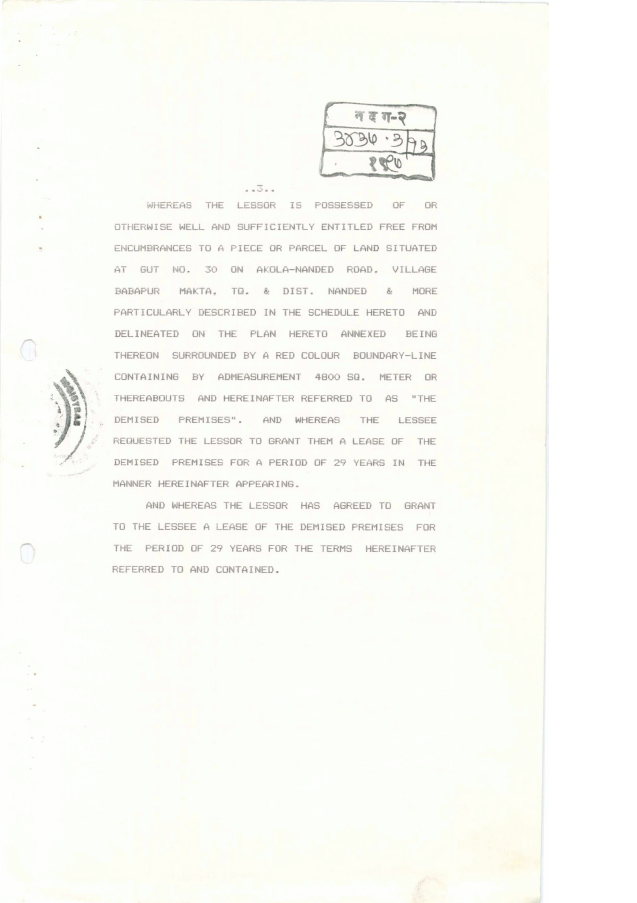 न द ग-२
..3..
WHEREAS THE LESSOR IS POSSESSED OF OR
OTHERWISE WELL AND SUFFICIENTLY ENTITLED FREE FROM
ENCUMBRANCES TO A PIECE OR PARCEL OF LAND SITUATED
AT GUT NO. 30 ON AKOLA-NANDED ROAD, VILLAGE
BABAPUR MAKTA, TQ. & DIST. NANDED & MORE
PARTICULARLY DESCRIBED IN THE SCHEDULE HERETO AND
DELINEATED ON THE PLAN HERETO ANNEXED BEING
THEREON SURROUNDED BY A RED COLOUR BOUNDARY-LINE
CONTAINING BY ADMEASUREMENT 4800 SQ. METER OR
THEREABOUTS AND HEREINAFTER REFERRED TO AS "THE
DEMISED PREMISES". AND WHEREAS THE LESSEE
REQUESTED THE LESSOR TO GRANT THEM A LEASE OF THE
DEMISED PREMISES FOR A PERIOD OF 29 YEARS IN THE
MANNER HEREINAFTER APPEARING.
AND WHEREAS THE LESSOR HAS AGREED TO GRANT
TO THE LESSEE A LEASE OF THE DEMISED PREMISES FOR
THE PERIOD OF 29 YEARS FOR THE TERMS HEREINAFTER
REFERRED TO AND CONTAINED.